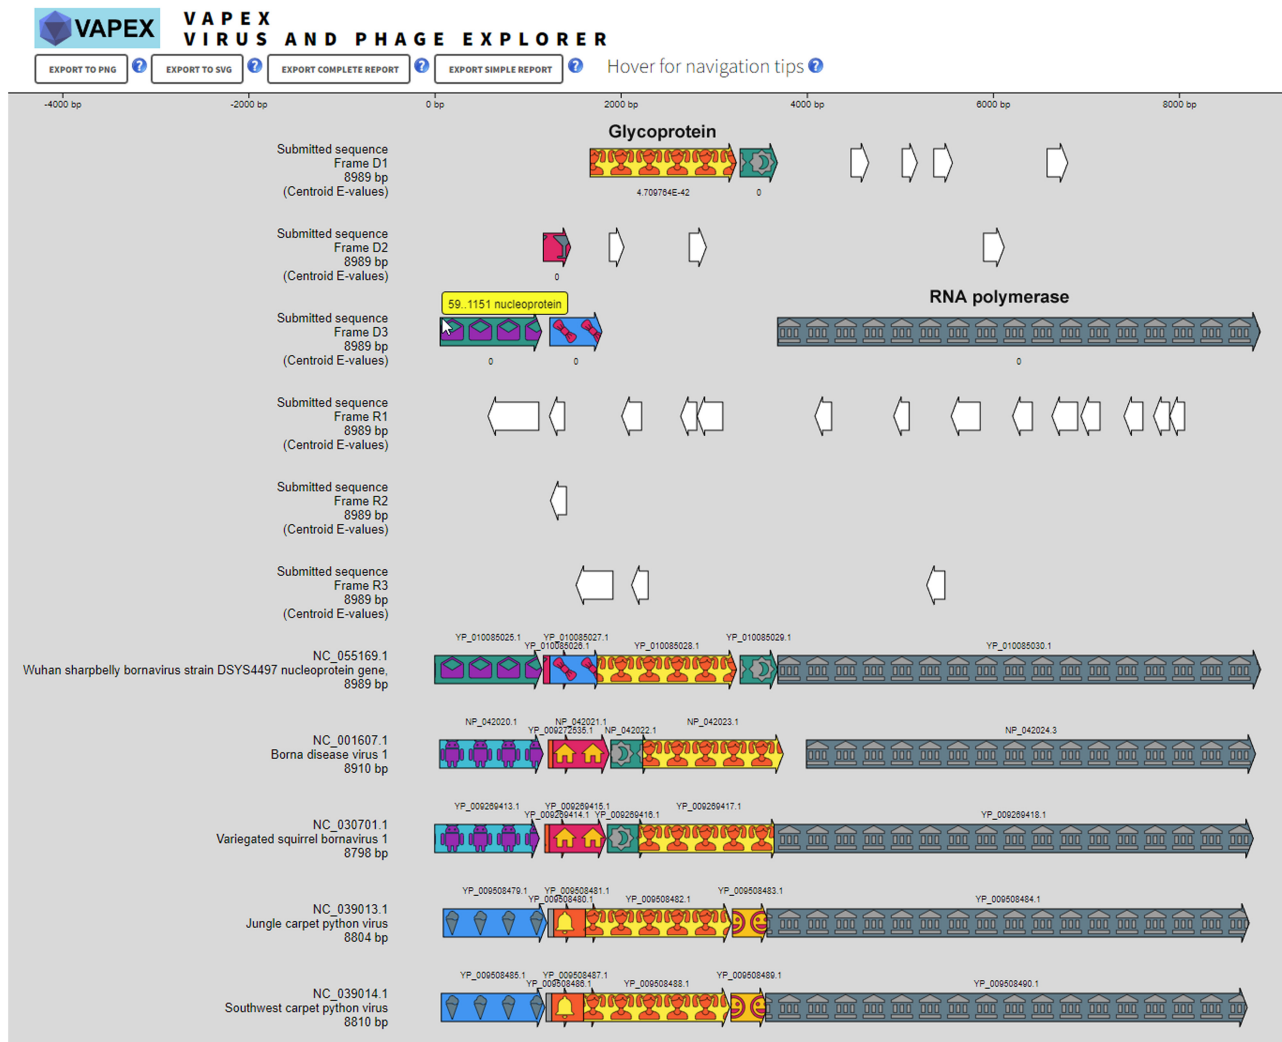 VAPEX
VAPEX
VIRUS AND PHAGE EXPLORER
EXPORT TO PNG ? EXPORT TO SVG ? EXPORT COMPLETE REPORT ? EXPORT SIMPLE REPORT ? Hover for navigation tips ?
-4000 bp -2000 bp 0 bp 2000 bp 4000 bp 6000 bp 8000 bp
Glycoprotein
Submitted sequence
Frame D1
8989 bp
(Centroid E-values)
4.709764E-42 0
Submitted sequence
Frame D2
8989 bp
(Centroid E-values)
0
59..1151 nucleoprotein
RNA polymerase
Submitted sequence
Frame D3
8989 bp
(Centroid E-values)
0 0 0
Submitted sequence
Frame R1
8989 bp
(Centroid E-values)
Submitted sequence
Frame R2
8989 bp
(Centroid E-values)
Submitted sequence
Frame R3
8989 bp
(Centroid E-values)
YP_010085025.1 YP_010085027.1 YP_010085029.1
YP_010085026.1 YP_010085028.1 YP_010085030.1
NC_055169.1
Wuhan sharpbelly bornavirus strain DSYS4497 nucleoprotein gene,
8989 bp
NP_042020.1 NP_042021.1 NP_042023.1
YP_009272535.1 NP_042022.1 NP_042024.3
NC_001607.1
Borna disease virus 1
8910 bp
YP_009269413.1 YP_009269415.1 YP_009269417.1
YP_009269414.1 YP_009269416.1 YP_009269418.1
NC_030701.1
Variegated squirrel bornavirus 1
8798 bp
YP_009508479.1 YP_009508481.1 YP_009508483.1
YP_009508480.1 YP_009508482.1 YP_009508484.1
NC_039013.1
Jungle carpet python virus
8804 bp
YP_009508485.1 YP_009508487.1 YP_009508489.1
YP_009508486.1 YP_009508488.1 YP_009508490.1
NC_039014.1
Southwest carpet python virus
8810 bp